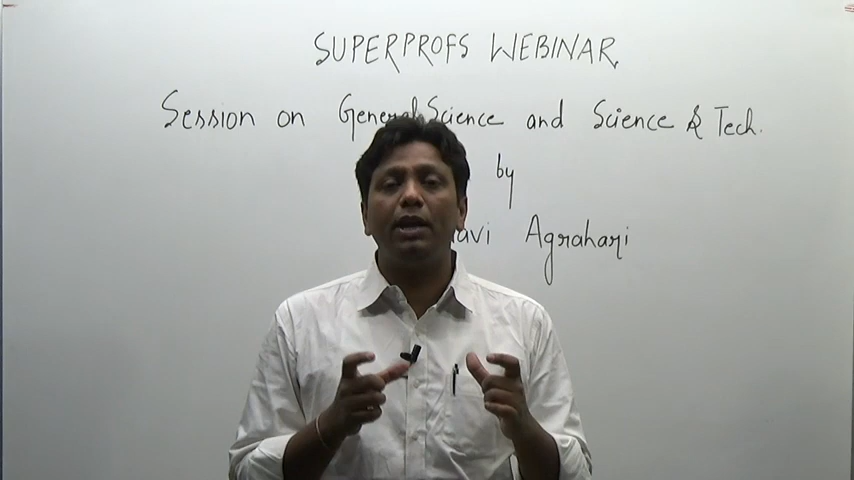 SUPERPROFS WEBINAR
Session on General Science and Science & Tech.
by
Agrahari